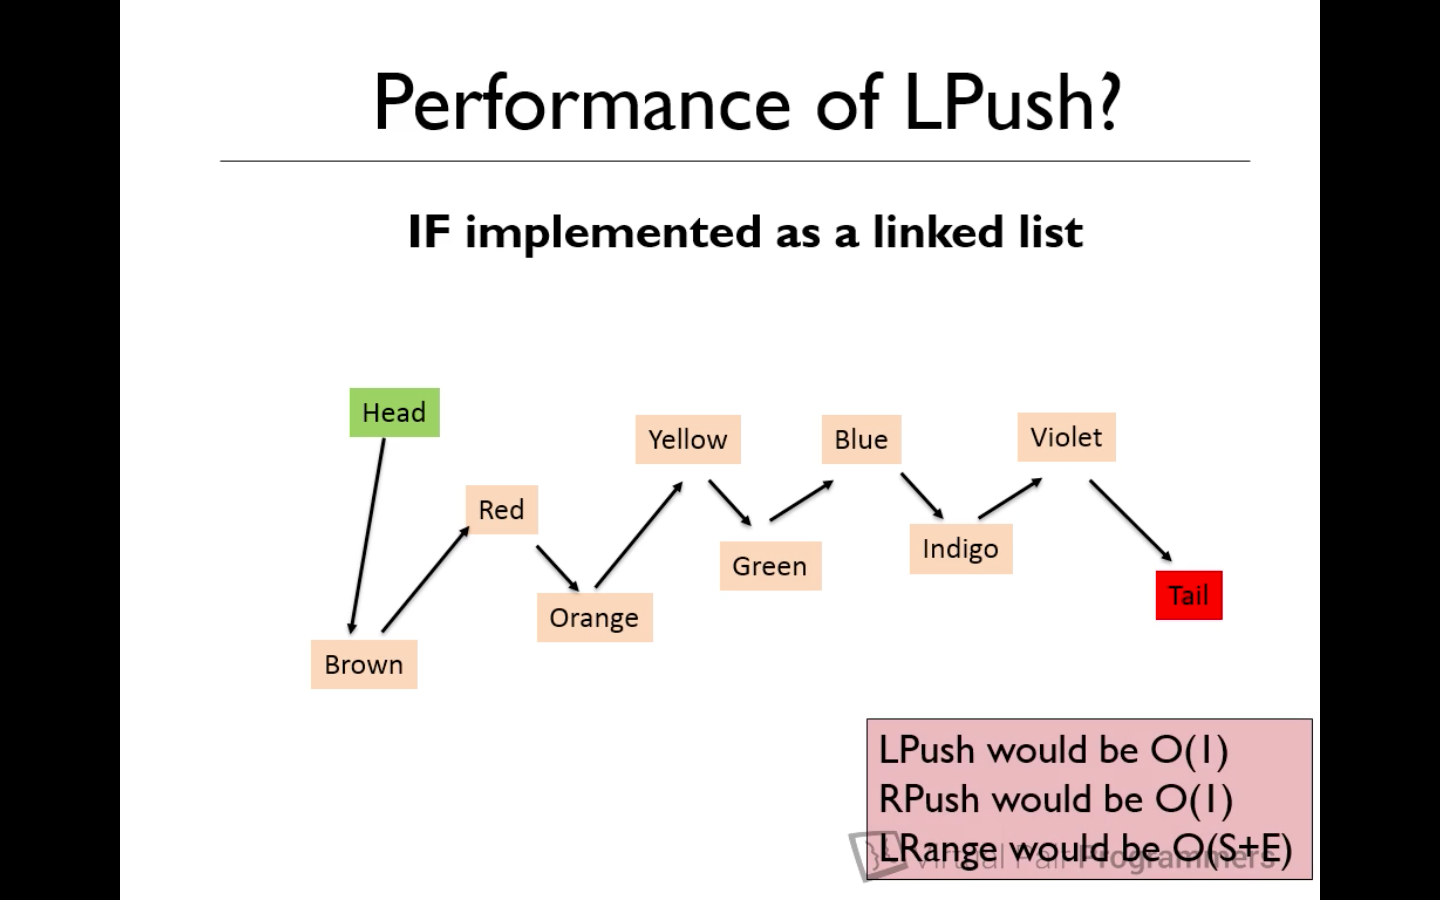 Performance of LPush?
IF implemented as a linked list
Head
Yellow
Blue
Violet
Red
Green
Indigo
Orange
Tail
Brown
LPush would be O(1)
RPush would be O(1)
LRange would be O(S+E)
Virtual Pair Programmers